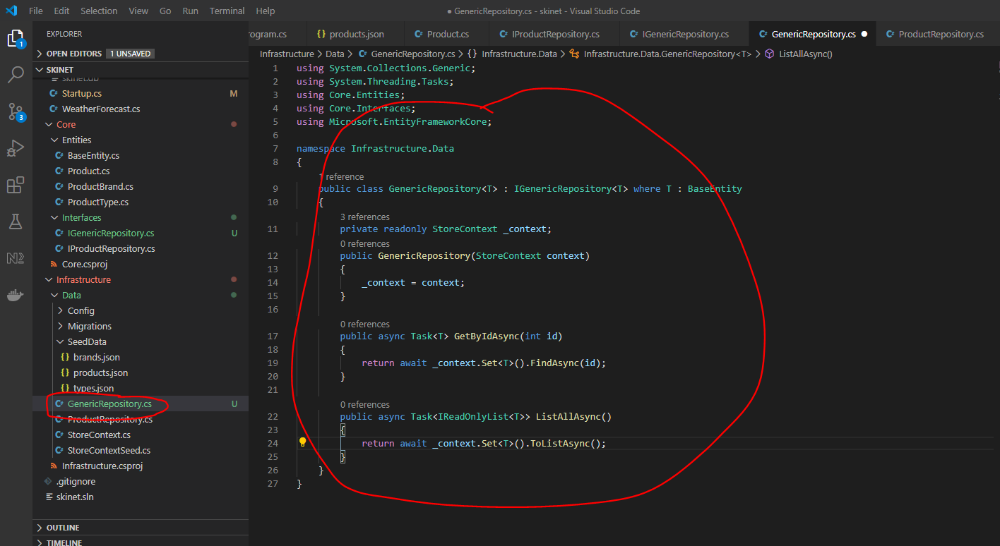 File Edit Selection View Go Run Terminal Help
● GenericRepository.cs - skinet - Visual Studio Code
EXPLORER
OPEN EDITORS 1 UNSAVED
SKINET
skinet.db
Startup.cs M
WeatherForecast.cs
Core
Entities
BaseEntity.cs
Product.cs
ProductBrand.cs
ProductType.cs
Interfaces
IGenericRepository.cs U
IProductRepository.cs
Core.csproj
Infrastructure
Data
Config
Migrations
SeedData
brands.json
products.json
types.json
GenericRepository.cs U
ProductRepository.cs
StoreContext.cs
StoreContextSeed.cs
Infrastructure.csproj
.gitignore
skinet.sln
OUTLINE
TIMELINE
1
3
rogram.cs {} products.json Product.cs IProductRepository.cs IGenericRepository.cs GenericRepository.cs ● ProductRepository.cs
Infrastructure > Data > GenericRepository.cs > {} Infrastructure.Data > Infrastructure.Data.GenericRepository<T> > ListAllAsync()
1 using System.Collections.Generic;
2 using System.Threading.Tasks;
3 using Core.Entities;
4 using Core.Interfaces;
5 using Microsoft.EntityFrameworkCore;
6
7 namespace Infrastructure.Data
8 {
1 reference
9 public class GenericRepository<T> : IGenericRepository<T> where T : BaseEntity
10 {
3 references
11 private readonly StoreContext _context;
0 references
12 public GenericRepository(StoreContext context)
13 {
14 _context = context;
15 }
16
0 references
17 public async Task<T> GetByIdAsync(int id)
18 {
19 return await _context.Set<T>().FindAsync(id);
20 }
21
0 references
22 public async Task<IReadOnlyList<T>> ListAllAsync()
23 {
24 return await _context.Set<T>().ToListAsync();
25 }
26 }
27 }